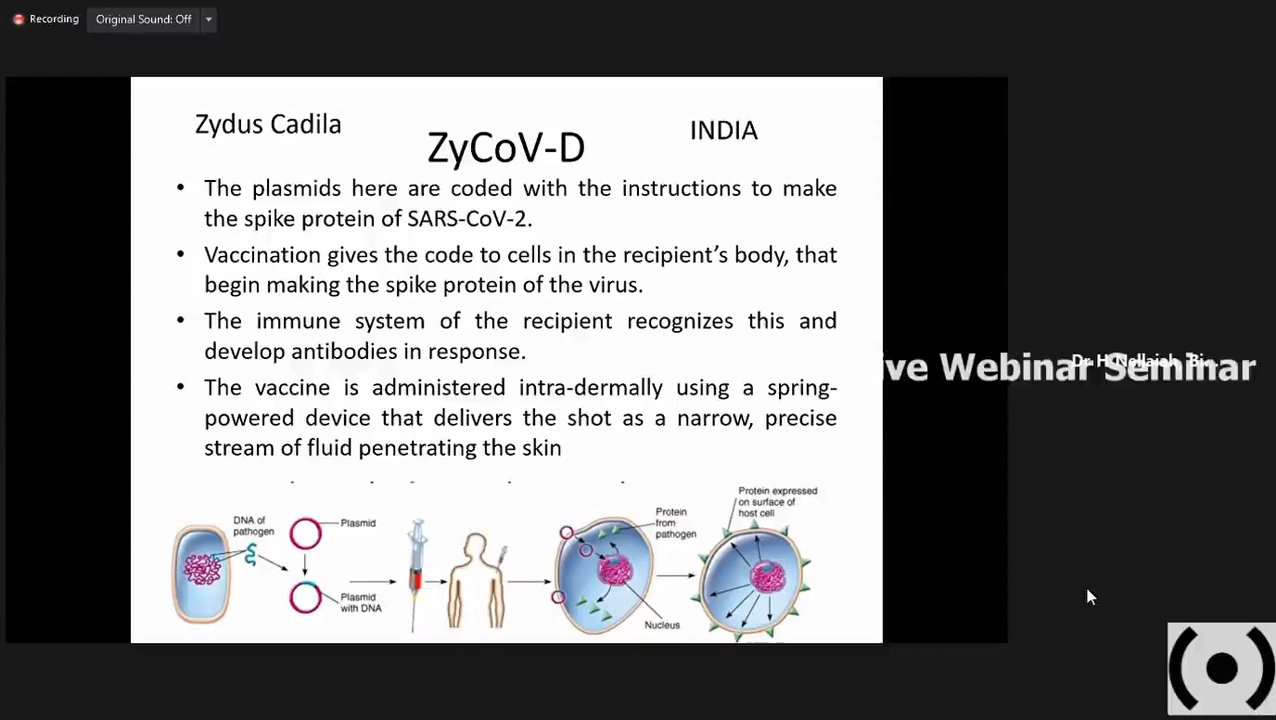 Recording
Original Sound: Off
Zydus Cadila
INDIA
ZyCoV-D
• The plasmids here are coded with the instructions to make
the spike protein of SARS-CoV-2.
• Vaccination gives the code to cells in the recipient’s body, that
begin making the spike protein of the virus.
• The immune system of the recipient recognizes this and
develop antibodies in response.
• The vaccine is administered intra-dermally using a spring-
powered device that delivers the shot as a narrow, precise
stream of fluid penetrating the skin
ve Webinar Seminar
Dr H
DNA of
pathogen
Plasmid
Plasmid
with DNA
Protein
from
pathogen
Nucleus
Protein expressed
on surface of
host cell